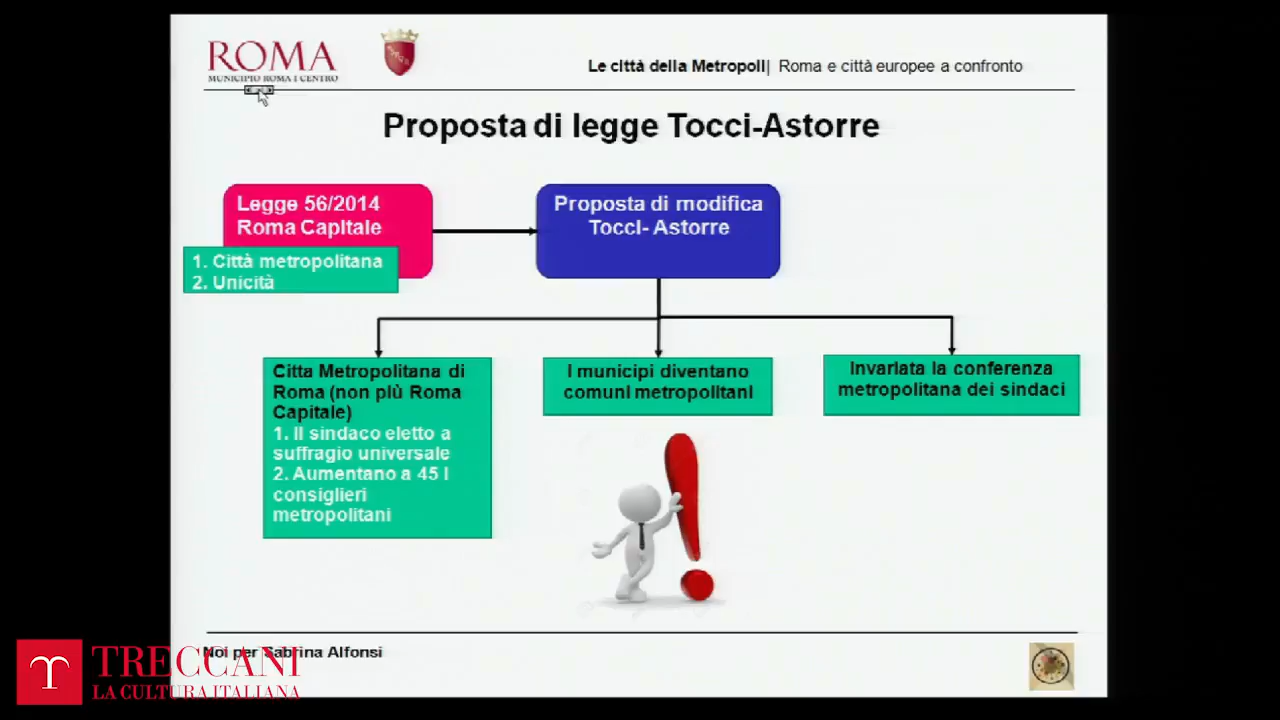 ROMA
MUNICIPIO ROMA I CENTRO
Le città della Metropoli| Roma e città europee a confronto
Proposta di legge Tocci-Astorre
Legge 56/2014
Roma Capitale
1. Città metropolitana
2. Unicità
Proposta di modifica
Tocci- Astorre
Citta Metropolitana di
Roma (non più Roma
Capitale)
1. Il sindaco eletto a
suffragio universale
2. Aumentano a 45 i
consiglieri
metropolitani
I municipi diventano
comuni metropolitani
Invariata la conferenza
metropolitana dei sindaci
Noi per Sabrina Alfonsi
TRECCANI
LA CULTURA ITALIANA